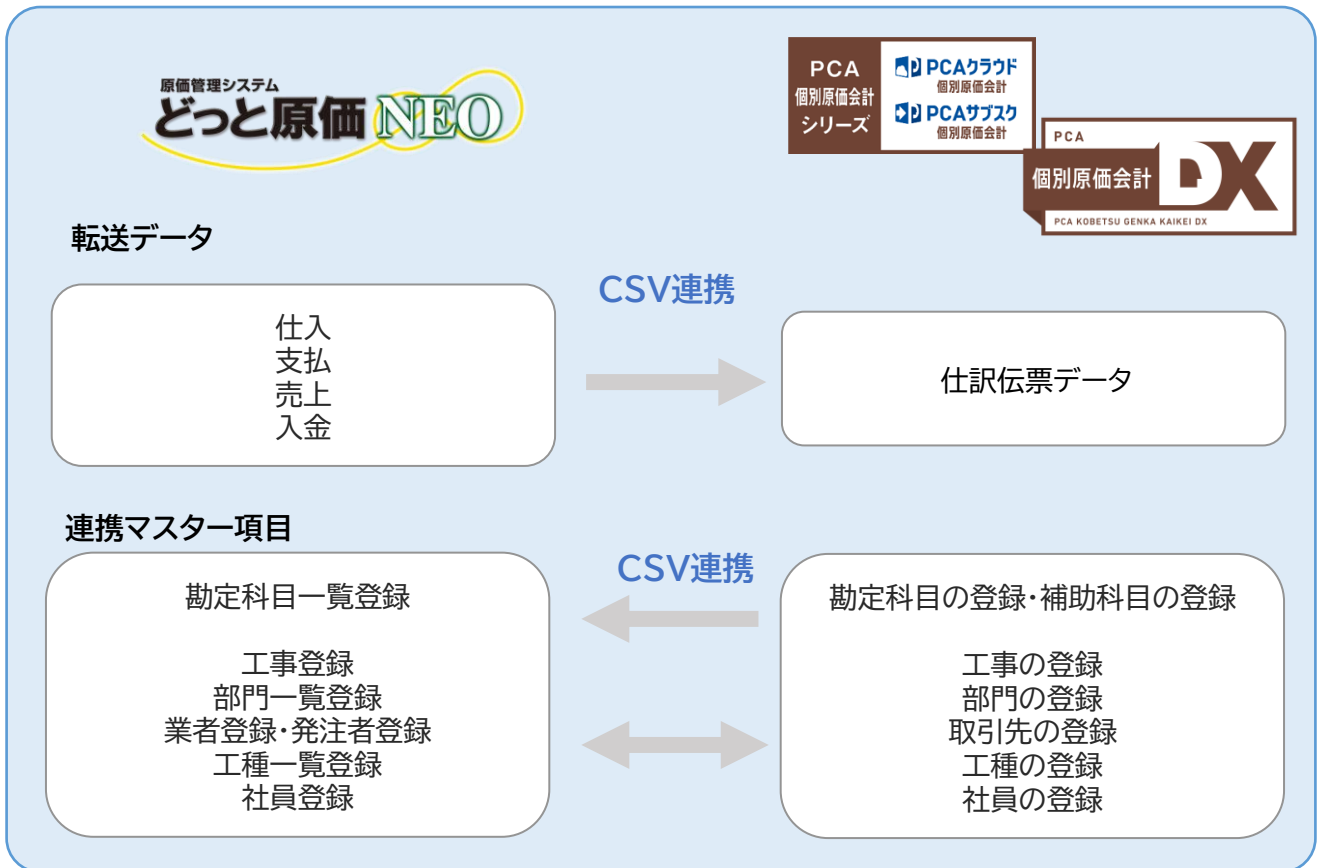 原価管理システム
どっと原価NEO
PCA
個別原価会計
シリーズ
PCAクラウド
個別原価会計
PCAサブスク
個別原価会計
PCA
個別原価会計 DX
PCA KOBETSU GENKA KAIKEI DX
転送データ
CSV連携
仕入
支払
売上
入金
仕訳伝票データ
連携マスター項目
CSV連携
勘定科目一覧登録
工事登録
部門一覧登録
業者登録・発注者登録
工種一覧登録
社員登録
勘定科目の登録・補助科目の登録
工事の登録
部門の登録
取引先の登録
工種の登録
社員の登録